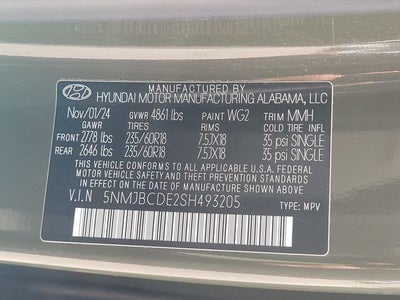 MANUFACTURED BY
HYUNDAI MOTOR MANUFACTURING ALABAMA, LLC
Nov/01/24 GVWR 4861 lbs PAINT WG2 TRIM MMH
GAWR TIRES RIMS COLD TIRE INFL
FRONT 2778 lbs 235/60R18 7.5JX18 35 psi SINGLE
REAR 2646 lbs 235/60R18 7.5JX18 35 psi SINGLE
THIS VEHICLE CONFORMS TO ALL APPLICABLE
U.S.A FEDERAL MOTOR VEHICLE SAFETY
STANDARDS IN EFFECT ON THE DATE OF
MANUFACTURE SHOWN ABOVE
V.I.N 5NMJBCDE2SH493205 TYPE: MPV